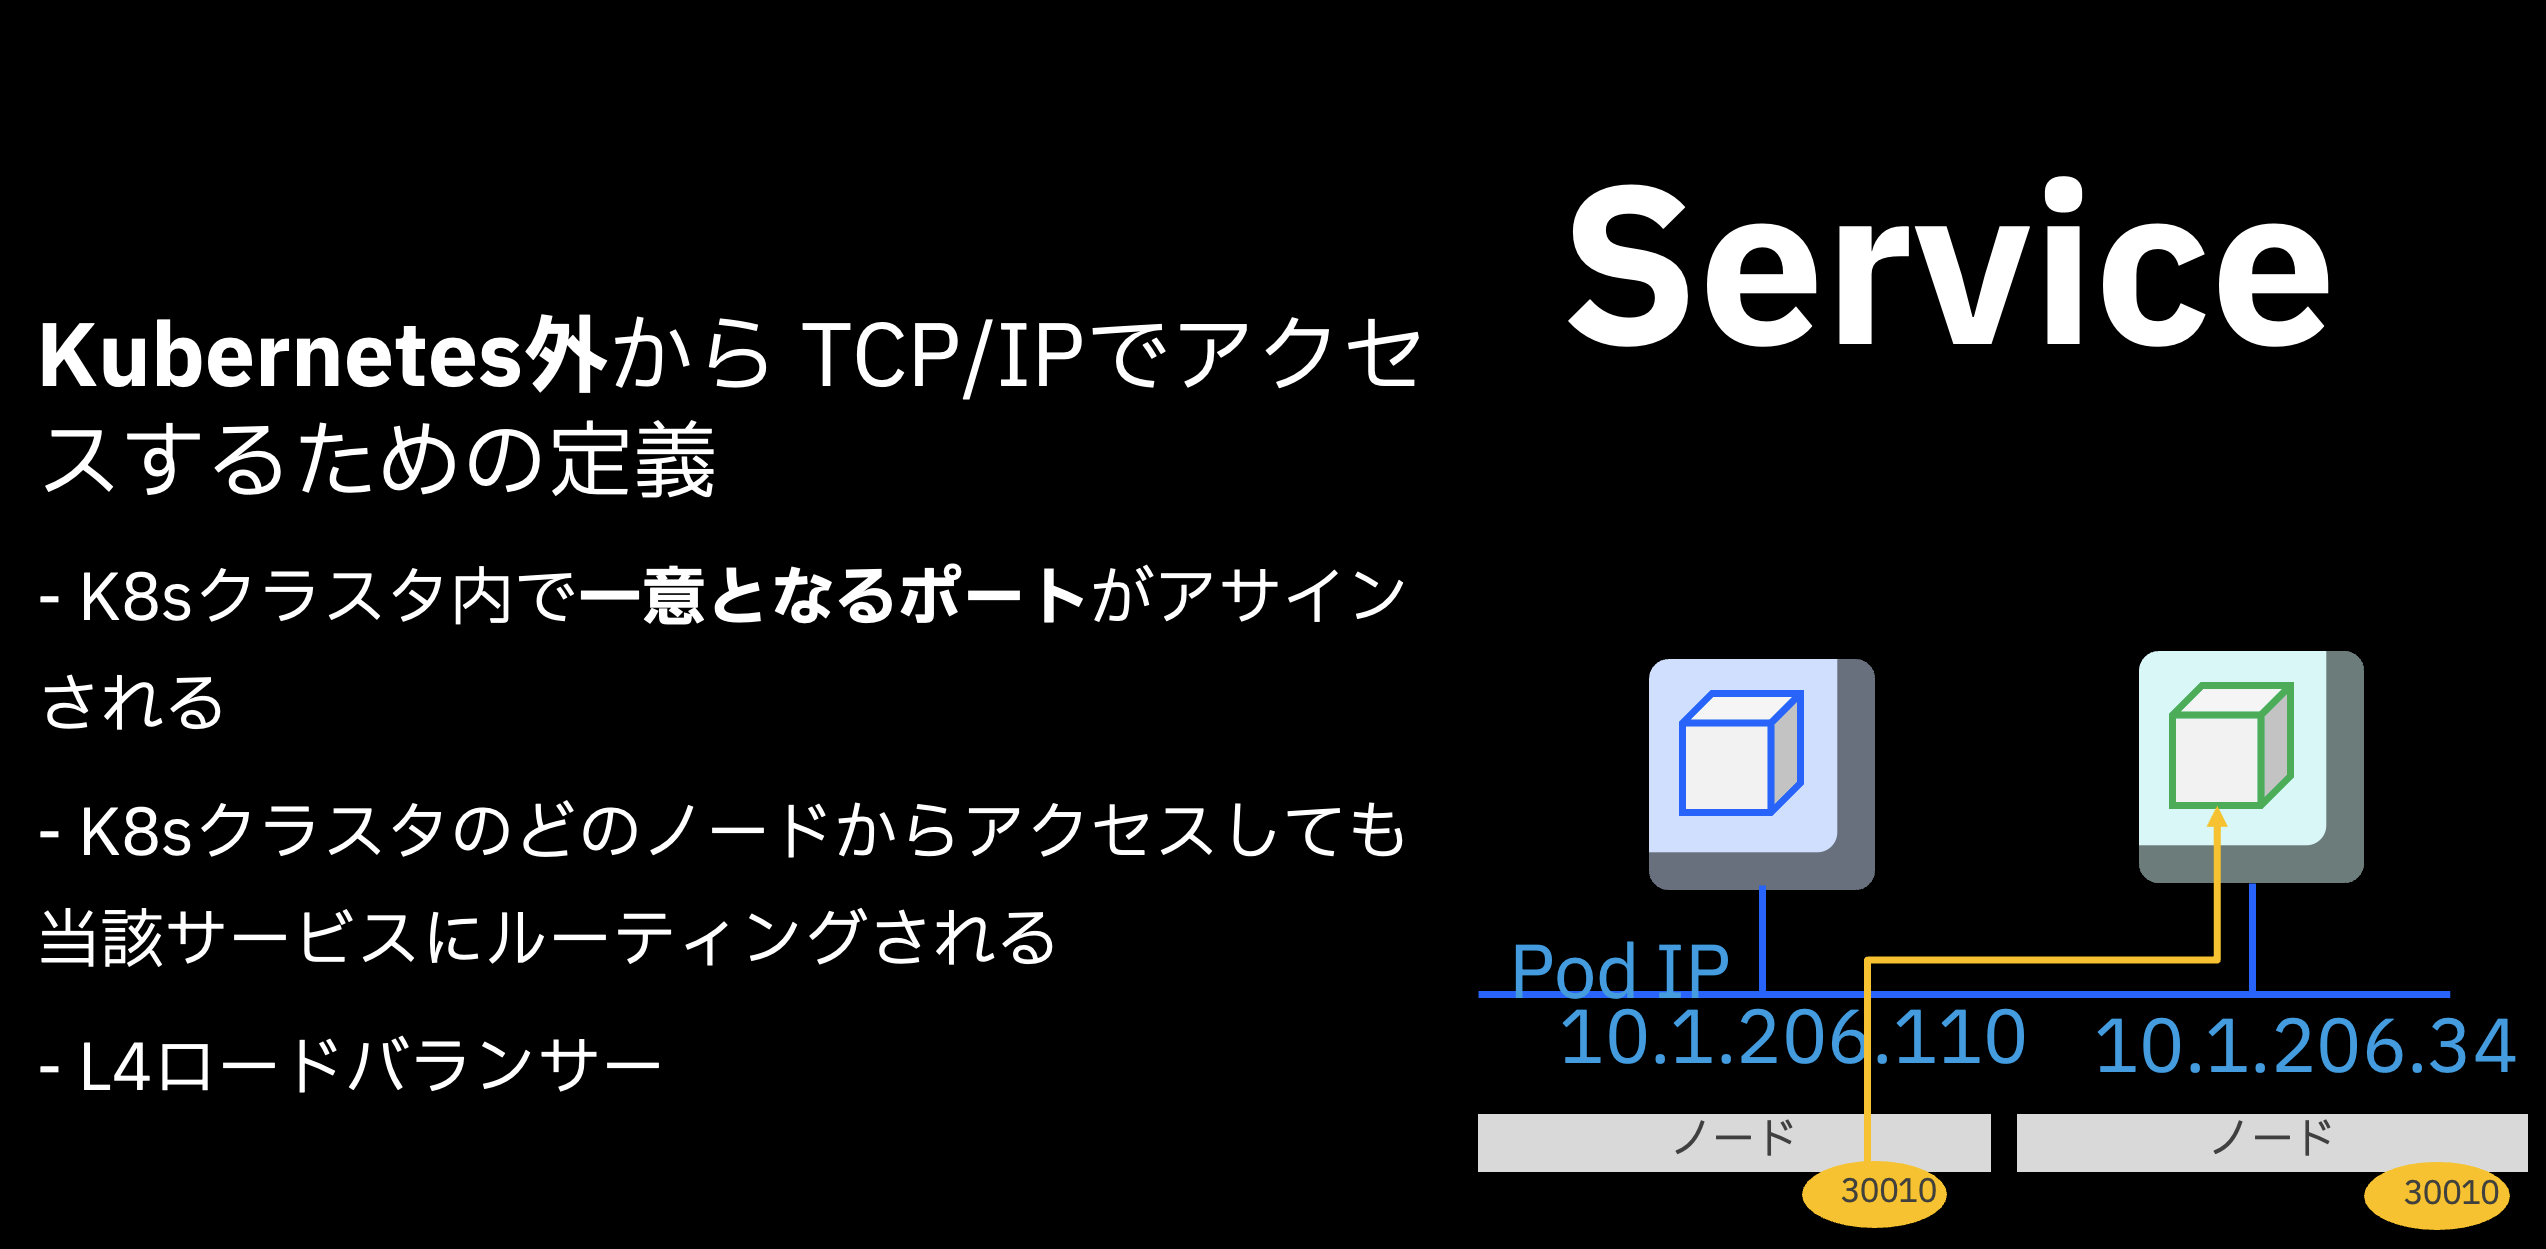 Service
Kubernetes外から TCP/IPでアクセ
スするための定義
- K8sクラスタ内で一意となるポートがアサイン
される
- K8sクラスタのどのノードからアクセスしても
当該サービスにルーティングされる
- L4ロードバランサー
Pod IP
10.1.206.110
10.1.206.34
ノード
ノード
30010
30010